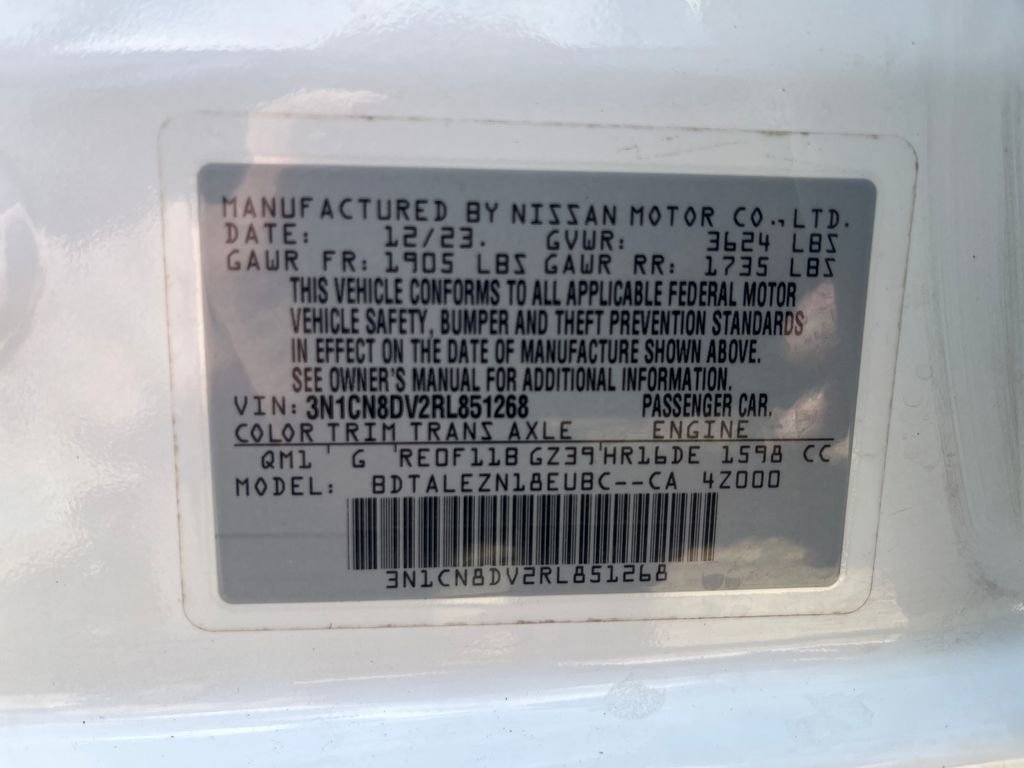 MANUFACTURED BY NISSAN MOTOR CO.,LTD.
DATE: 12/23. GVWR: 3624 LBS
GAWR FR: 1905 LBS GAWR RR: 1735 LBS
THIS VEHICLE CONFORMS TO ALL APPLICABLE FEDERAL MOTOR
VEHICLE SAFETY, BUMPER AND THEFT PREVENTION STANDARDS
IN EFFECT ON THE DATE OF MANUFACTURE SHOWN ABOVE.
SEE OWNER'S MANUAL FOR ADDITIONAL INFORMATION.
VIN: 3N1CN8DV2RL851268 PASSENGER CAR.
COLOR TRIM TRANS AXLE ENGINE
QM1 G RE0F11B GZ39 HR16DE 1598 CC
MODEL: BDTALEZN18EUBC--CA 4Z000
3N1CN8DV2RL851268